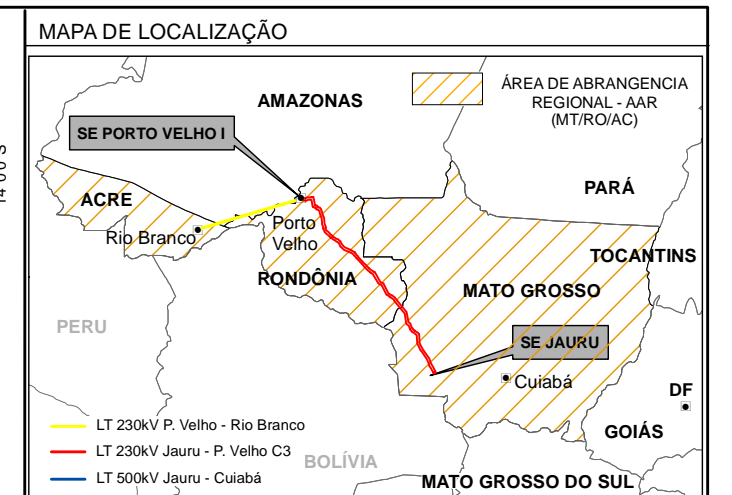 MAPA DE LOCALIZAÇÃO
ÁREA DE ABRANGENCIA
REGIONAL - AAR
(MT/RO/AC)
AMAZONAS
SE PORTO VELHO I
PARÁ
ACRE
Porto
Velho
Rio Branco
TOCANTINS
RONDÔNIA
MATO GROSSO
PERU
SE JAURU
Cuiabá
DF
LT 230kV P. Velho - Rio Branco
GOIÁS
LT 230kV Jauru - P. Velho C3
BOLÍVIA
LT 500kV Jauru - Cuiabá
MATO GROSSO DO SUL